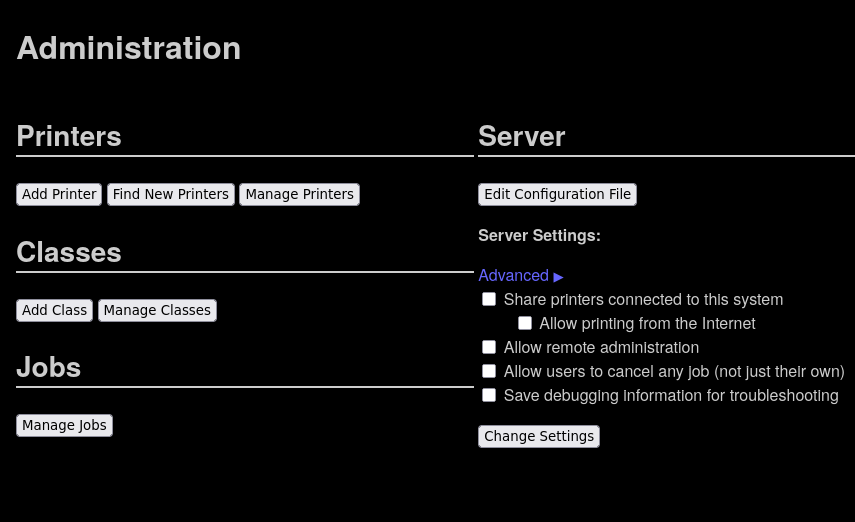 Administration
Printers
Add Printer Find New Printers Manage Printers
Classes
Add Class Manage Classes
Jobs
Manage Jobs
Server
Edit Configuration File
Server Settings:
Advanced ▶
Share printers connected to this system
Allow printing from the Internet
Allow remote administration
Allow users to cancel any job (not just their own)
Save debugging information for troubleshooting
Change Settings